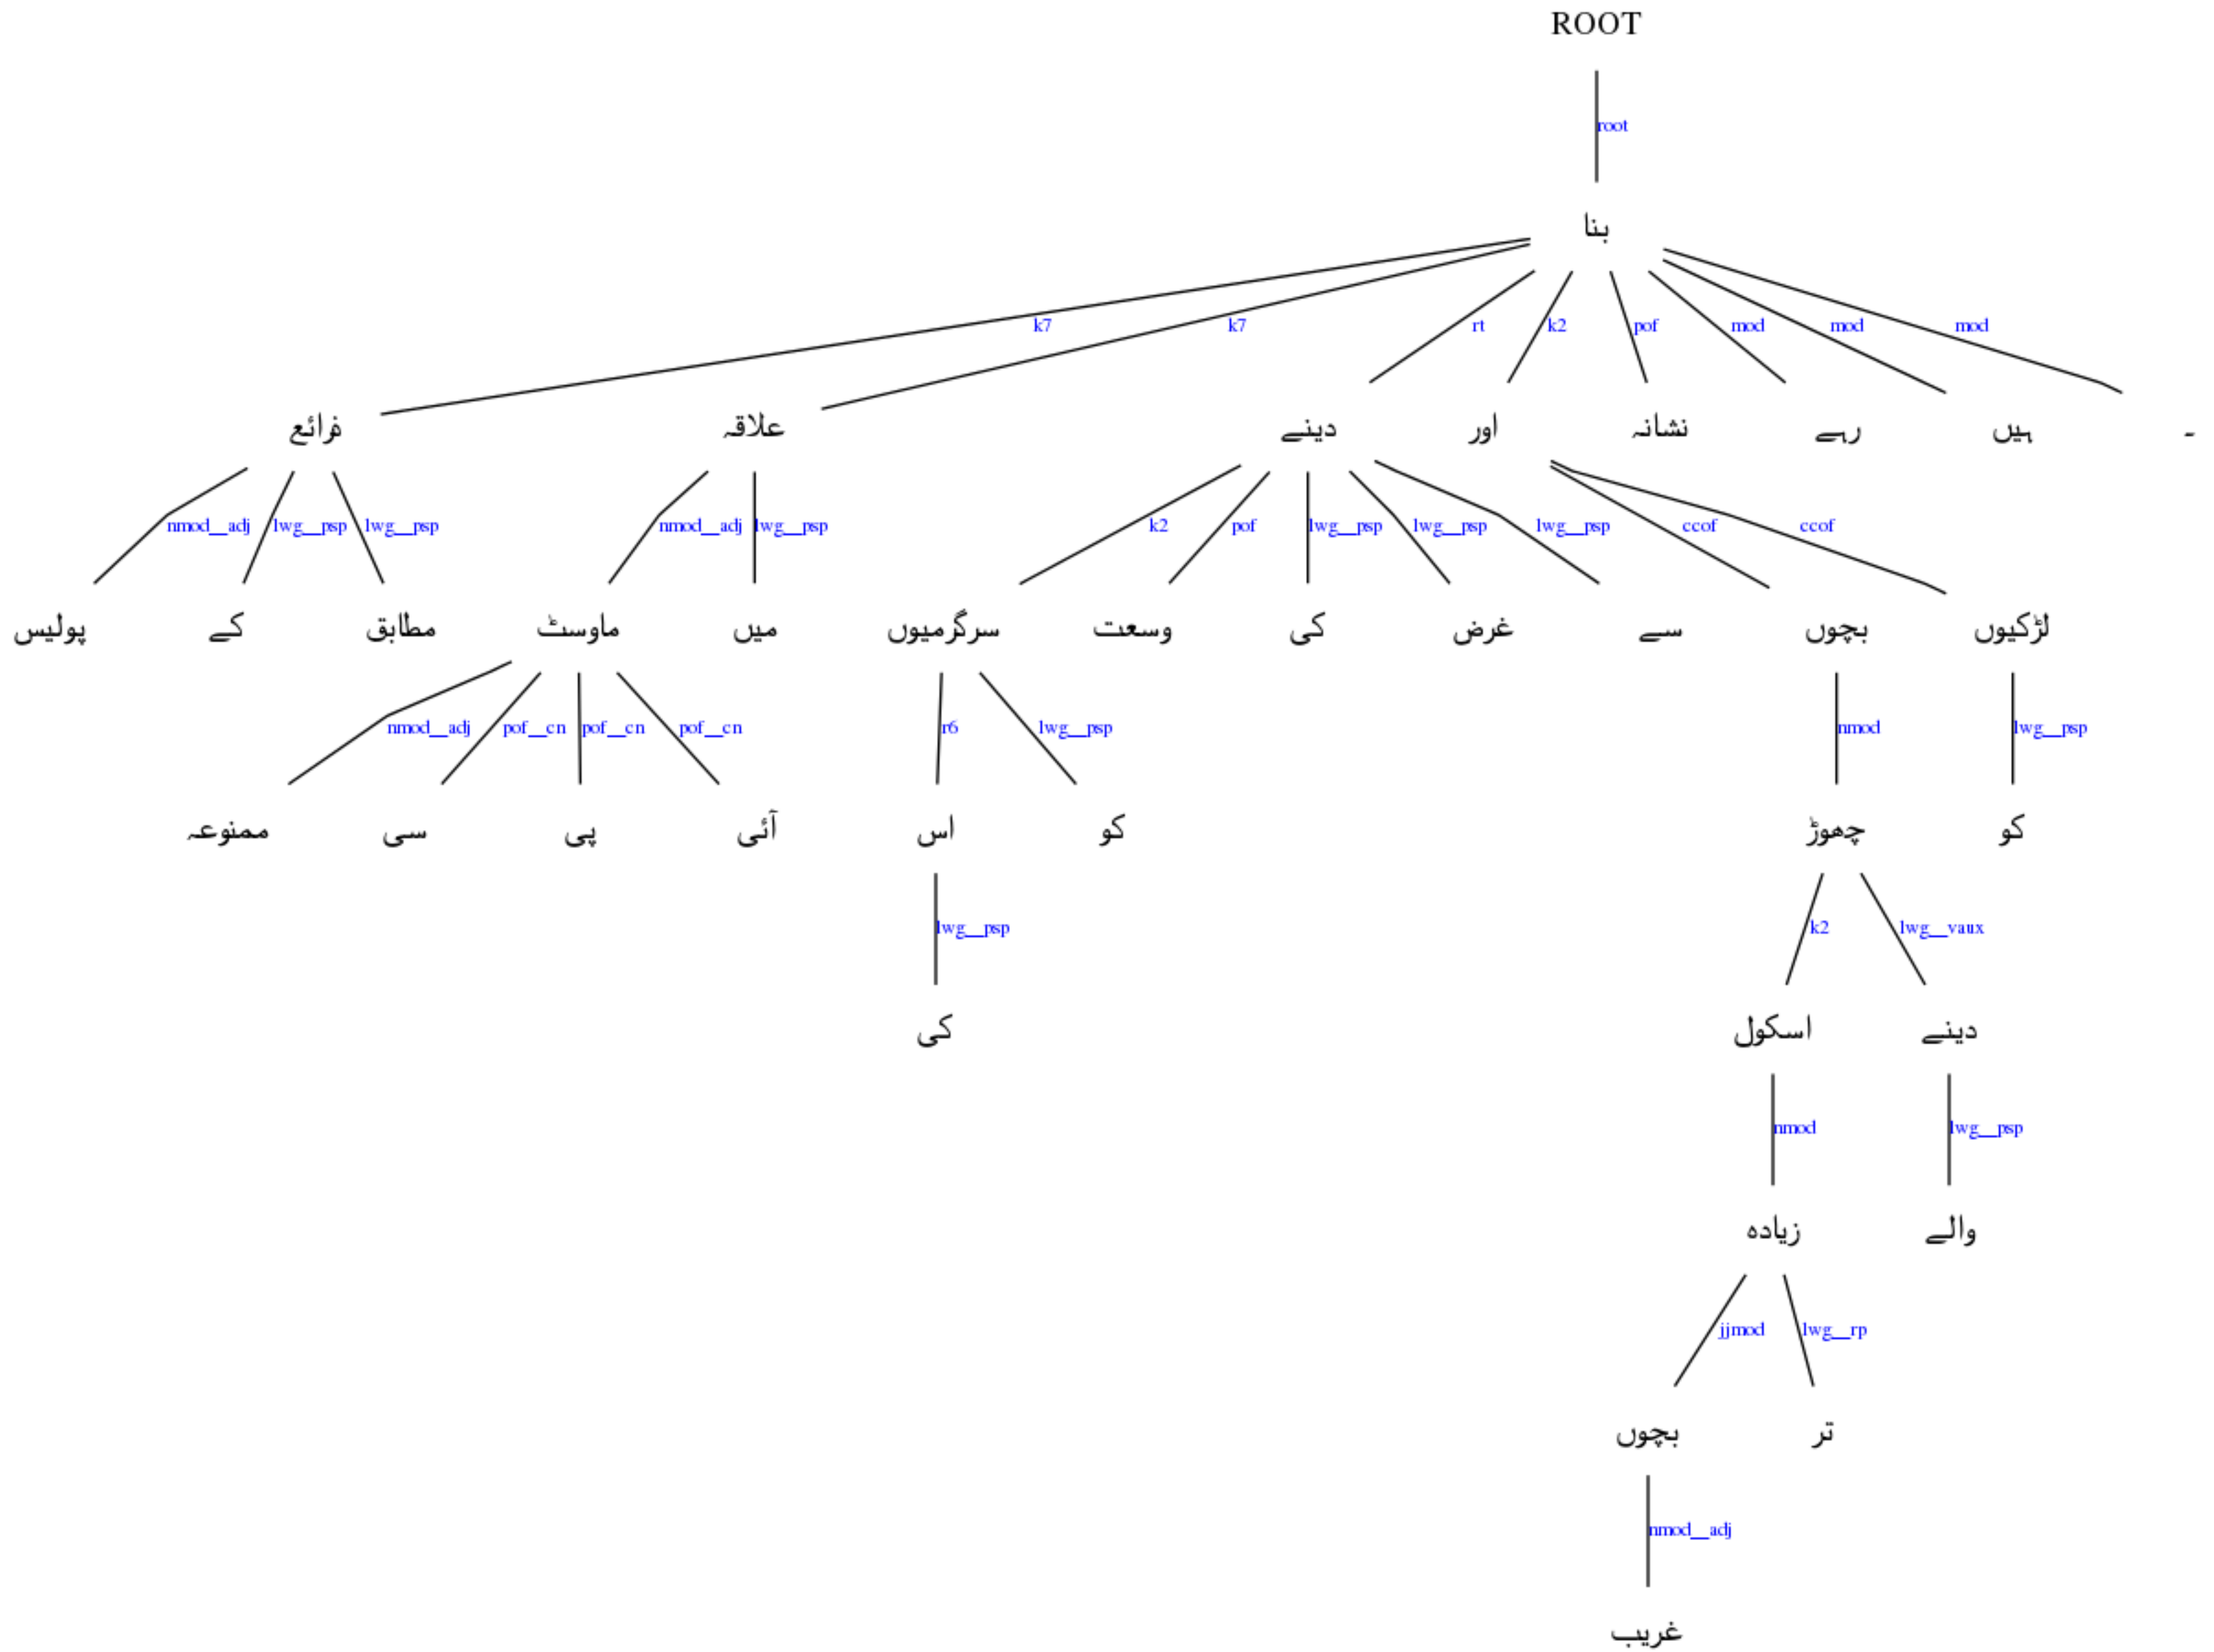 ROOT
root
بنا
k7 k7 rt k2 pof mod mod mod
ذرائع علاقہ دینے اور نشانہ رہے ہیں ۔
nmod__adj lwg__psp lwg__psp nmod__adj lwg__psp k2 pof lwg__psp lwg__psp lwg__psp ccof ccof
پولیس کے مطابق ماوسٹ میں سرگرمیوں وسعت کی غرض سے بچوں لڑکیوں
nmod__adj pof__cn pof__cn pof__cn r6 lwg__psp nmod lwg__psp
ممنوعہ سی پی آئی اس کو چھوڑ کو
lwg__psp k2 lwg__vaux
کی اسکول دینے
nmod lwg__psp
زیادہ والے
jjmod lwg__rp
بچوں تر
nmod__adj
غریب